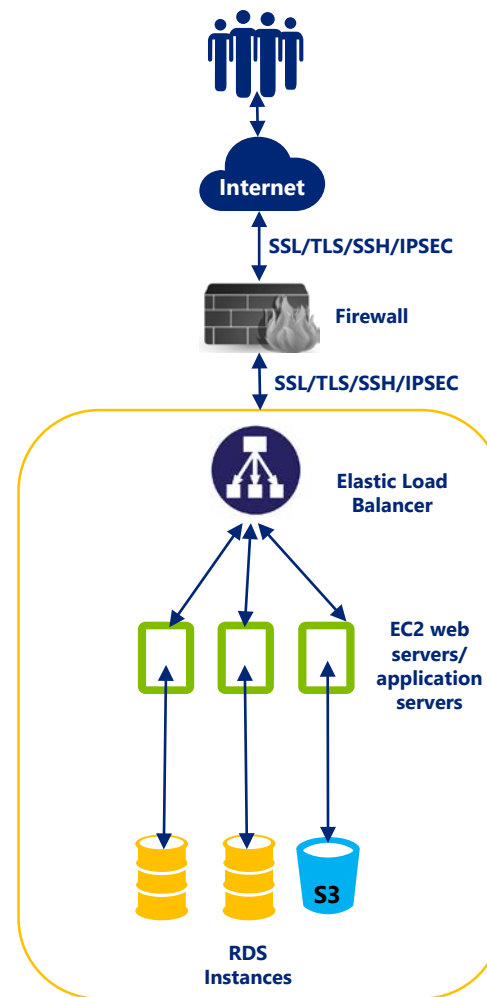 Internet
SSL/TLS/SSH/IPSEC
Firewall
SSL/TLS/SSH/IPSEC
Elastic Load
Balancer
EC2 web
servers/
application
servers
S3
RDS
Instances